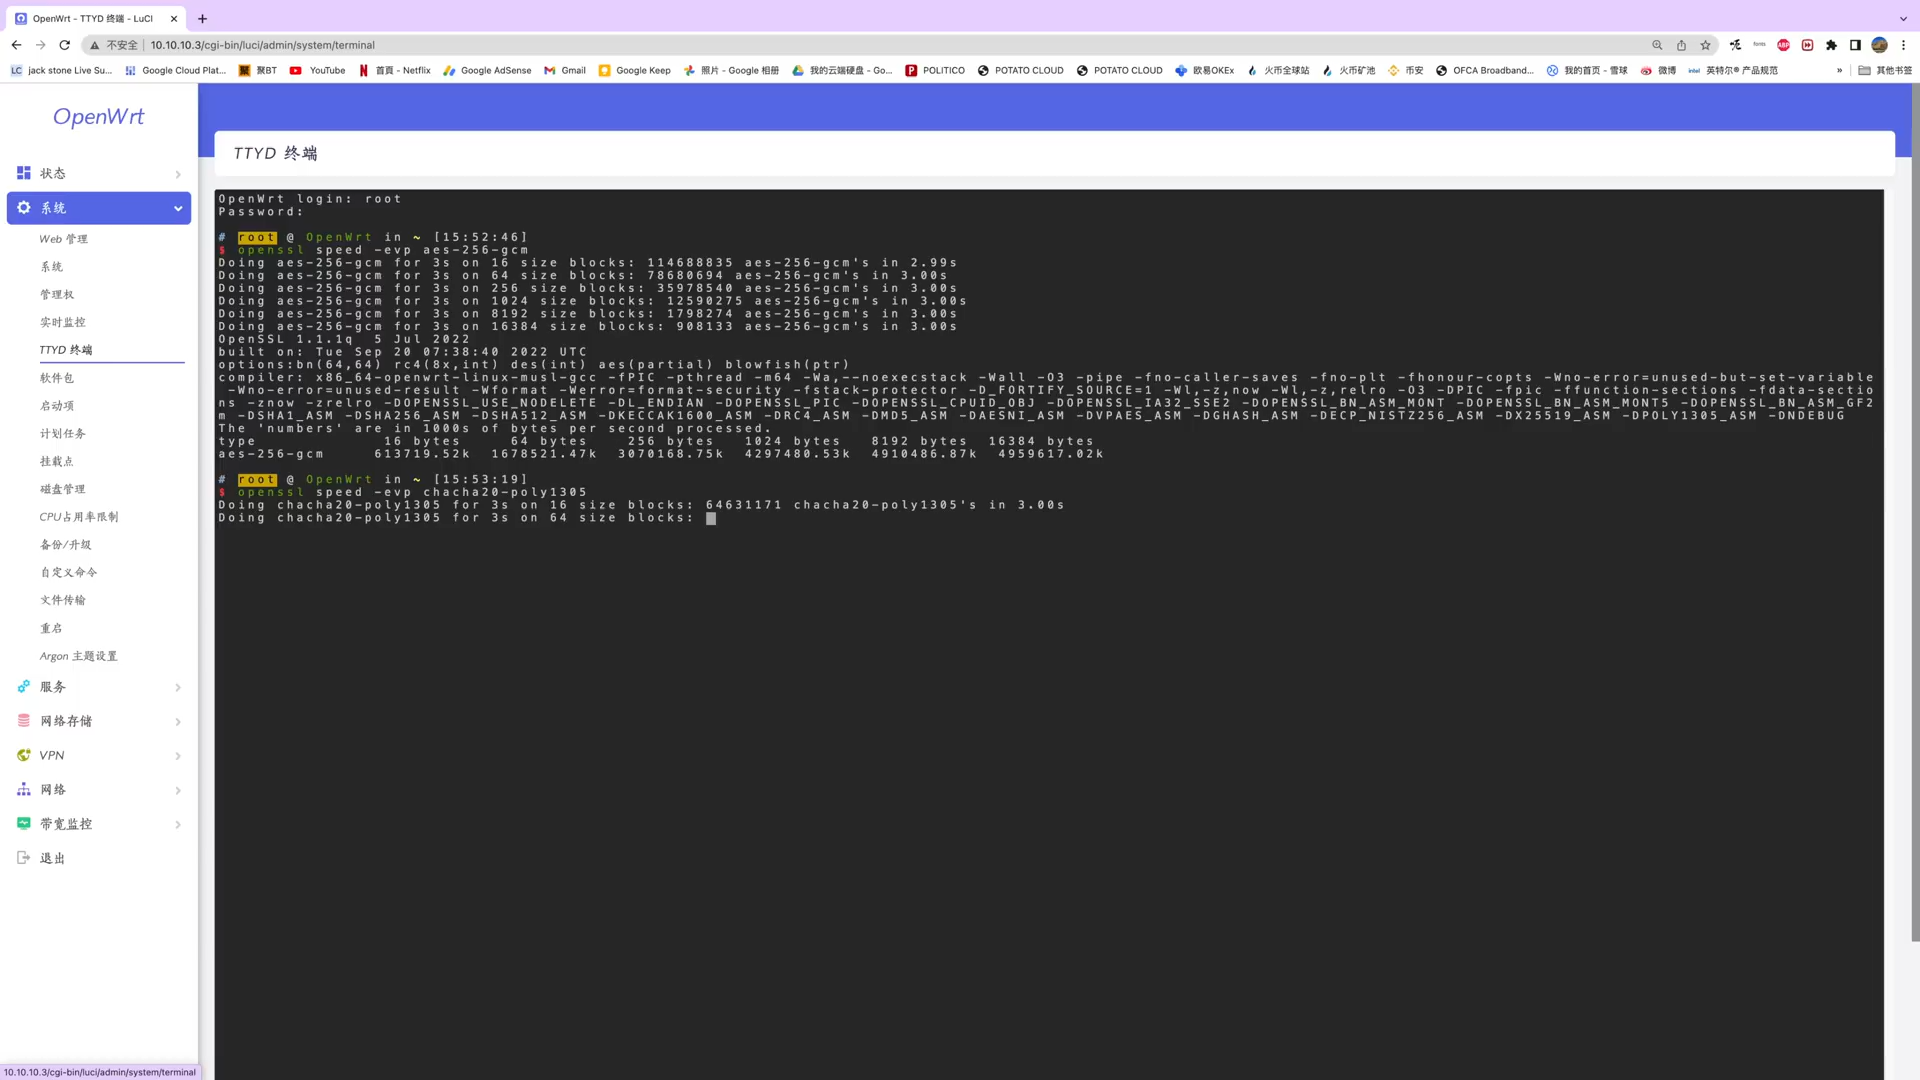 OpenWrt - TTYD 终端 - LuCI
不安全 10.10.10.3/cgi-bin/luci/admin/system/terminal
LC jack stone Live Su... Google Cloud Plat... 聚BT YouTube 首頁 - Netflix Google AdSense Gmail Google Keep 照片 - Google 相册 我的云端硬盘 - Go... POLITICO POTATO CLOUD POTATO CLOUD 欧易OKEx 火币全球站 火币矿池 币安 OFCA Broadband... 我的首页 - 雪球 微博 intel 英特尔® 产品规范 » 其他书签
OpenWrt
TTYD 终端
状态
系统
Web 管理
系统
管理权
实时监控
TTYD 终端
软件包
启动项
计划任务
挂载点
磁盘管理
CPU占用率限制
备份/升级
自定义命令
文件传输
重启
Argon 主题设置
服务
网络存储
VPN
网络
带宽监控
退出
OpenWrt login: root
Password:
# root @ OpenWrt in ~ [15:52:46]
$ openssl speed -evp aes-256-gcm
Doing aes-256-gcm for 3s on 16 size blocks: 114688835 aes-256-gcm's in 2.99s
Doing aes-256-gcm for 3s on 64 size blocks: 78680694 aes-256-gcm's in 3.00s
Doing aes-256-gcm for 3s on 256 size blocks: 35978540 aes-256-gcm's in 3.00s
Doing aes-256-gcm for 3s on 1024 size blocks: 12590275 aes-256-gcm's in 3.00s
Doing aes-256-gcm for 3s on 8192 size blocks: 1798274 aes-256-gcm's in 3.00s
Doing aes-256-gcm for 3s on 16384 size blocks: 908133 aes-256-gcm's in 3.00s
OpenSSL 1.1.1q  5 Jul 2022
built on: Tue Sep 20 07:38:40 2022 UTC
options:bn(64,64) rc4(8x,int) des(int) aes(partial) blowfish(ptr)
compiler: x86_64-openwrt-linux-musl-gcc -fPIC -pthread -m64 -Wa,--noexecstack -Wall -O3 -pipe -fno-caller-saves -fno-plt -fhonour-copts -Wno-error=unused-but-set-variable
-Wno-error=unused-result -Wformat -Werror=format-security -fstack-protector -D_FORTIFY_SOURCE=1 -Wl,-z,now -Wl,-z,relro -O3 -DPIC -fpic -ffunction-sections -fdata-sectio
ns -znow -zrelro -DOPENSSL_USE_NODELETE -DL_ENDIAN -DOPENSSL_PIC -DOPENSSL_CPUID_OBJ -DOPENSSL_IA32_SSE2 -DOPENSSL_BN_ASM_MONT -DOPENSSL_BN_ASM_MONT5 -DOPENSSL_BN_ASM_GF2
m -DSHA1_ASM -DSHA256_ASM -DSHA512_ASM -DKECCAK1600_ASM -DRC4_ASM -DMD5_ASM -DAESNI_ASM -DVPAES_ASM -DGHASH_ASM -DECP_NISTZ256_ASM -DX25519_ASM -DPOLY1305_ASM -DNDEBUG
The 'numbers' are in 1000s of bytes per second processed.
type 16 bytes 64 bytes 256 bytes 1024 bytes 8192 bytes 16384 bytes
aes-256-gcm 613719.52k 1678521.47k 3070168.75k 4297480.53k 4910486.87k 4959617.02k
# root @ OpenWrt in ~ [15:53:19]
$ openssl speed -evp chacha20-poly1305
Doing chacha20-poly1305 for 3s on 16 size blocks: 64631171 chacha20-poly1305's in 3.00s
Doing chacha20-poly1305 for 3s on 64 size blocks:
10.10.10.3/cgi-bin/luci/admin/system/terminal